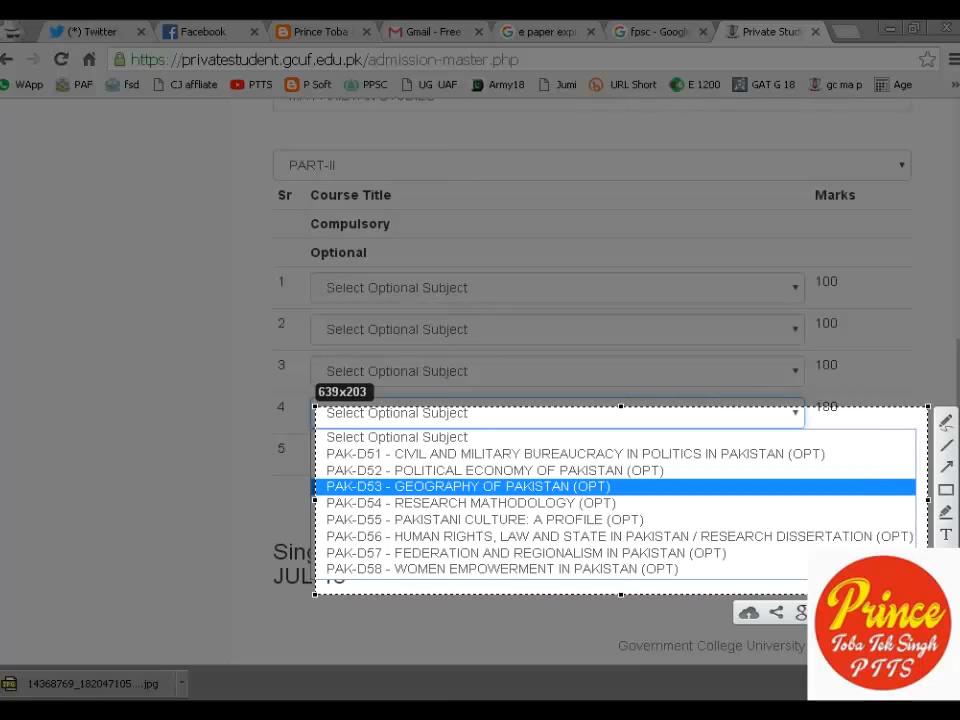 (*) Twitter
Facebook
Prince Toba
Gmail - Free
e paper exp
fpsc - Googl
Private Stud
https://privatestudent.gcuf.edu.pk/admission-master.php
WApp
PAF
fsd
CJ affliate
PTTS
P Soft
PPSC
UG UAF
Army18
Jumi
URL Short
E 1200
GAT G 18
gc ma p
Age
PART-II
Sr Course Title Marks
Compulsory
Optional
1 Select Optional Subject 100
2 Select Optional Subject 100
3 Select Optional Subject 100
639x203
4 Select Optional Subject 100
Select Optional Subject
PAK-D51 - CIVIL AND MILITARY BUREAUCRACY IN POLITICS IN PAKISTAN (OPT)
5
PAK-D52 - POLITICAL ECONOMY OF PAKISTAN (OPT)
PAK-D53 - GEOGRAPHY OF PAKISTAN (OPT)
PAK-D54 - RESEARCH MATHODOLOGY (OPT)
PAK-D55 - PAKISTANI CULTURE: A PROFILE (OPT)
PAK-D56 - HUMAN RIGHTS, LAW AND STATE IN PAKISTAN / RESEARCH DISSERTATION (OPT)
PAK-D57 - FEDERATION AND REGIONALISM IN PAKISTAN (OPT)
PAK-D58 - WOMEN EMPOWERMENT IN PAKISTAN (OPT)
T
Prince
Toba Tek Singh
PTTS
Government College University
14368769_182047105....jpg